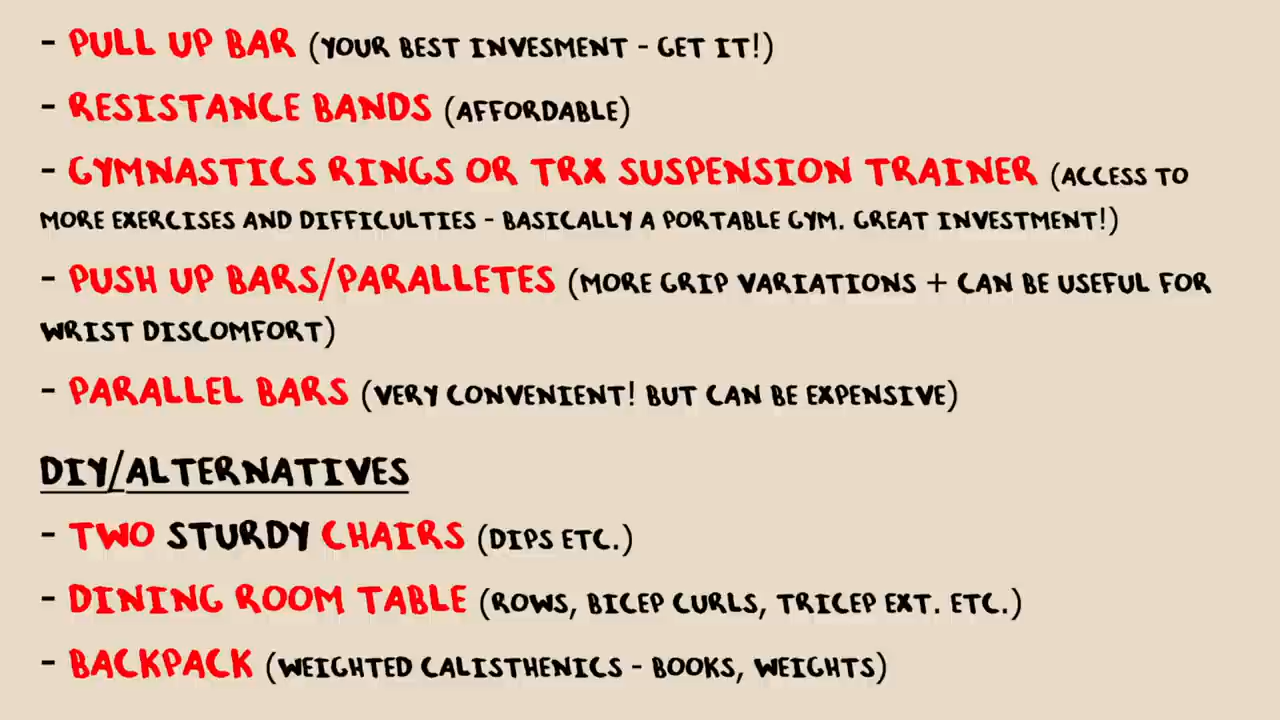 - PULL UP BAR (YOUR BEST INVESMENT - GET IT!)
- RESISTANCE BANDS (AFFORDABLE)
- GYMNASTICS RINGS OR TRX SUSPENSION TRAINER (ACCESS TO
MORE EXERCISES AND DIFFICULTIES - BASICALLY A PORTABLE GYM. GREAT INVESTMENT!)
- PUSH UP BARS/PARALLETES (MORE GRIP VARIATIONS + CAN BE USEFUL FOR
WRIST DISCOMFORT)
- PARALLEL BARS (VERY CONVENIENT! BUT CAN BE EXPENSIVE)
DIY/ALTERNATIVES
- TWO STURDY CHAIRS (DIPS ETC.)
- DINING ROOM TABLE (ROWS, BICEP CURLS, TRICEP EXT. ETC.)
- BACKPACK (WEIGHTED CALISTHENICS - BOOKS, WEIGHTS)